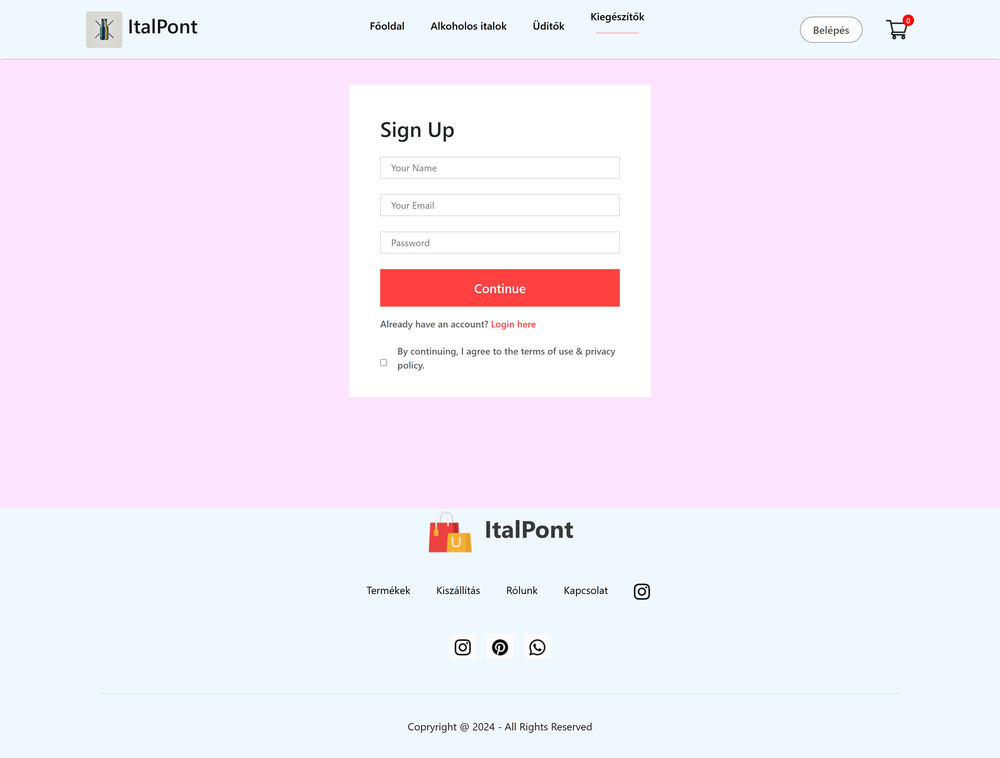 ItalPont
Főoldal
Alkoholos italok
Üdítők
Kiegészítők
Belépés
0
Sign Up
Your Name
Your Email
Password
Continue
Already have an account? Login here
By continuing, I agree to the terms of use & privacy
policy.
U
ItalPont
Termékek
Kiszállítás
Rólunk
Kapcsolat
Copryright @ 2024 - All Rights Reserved